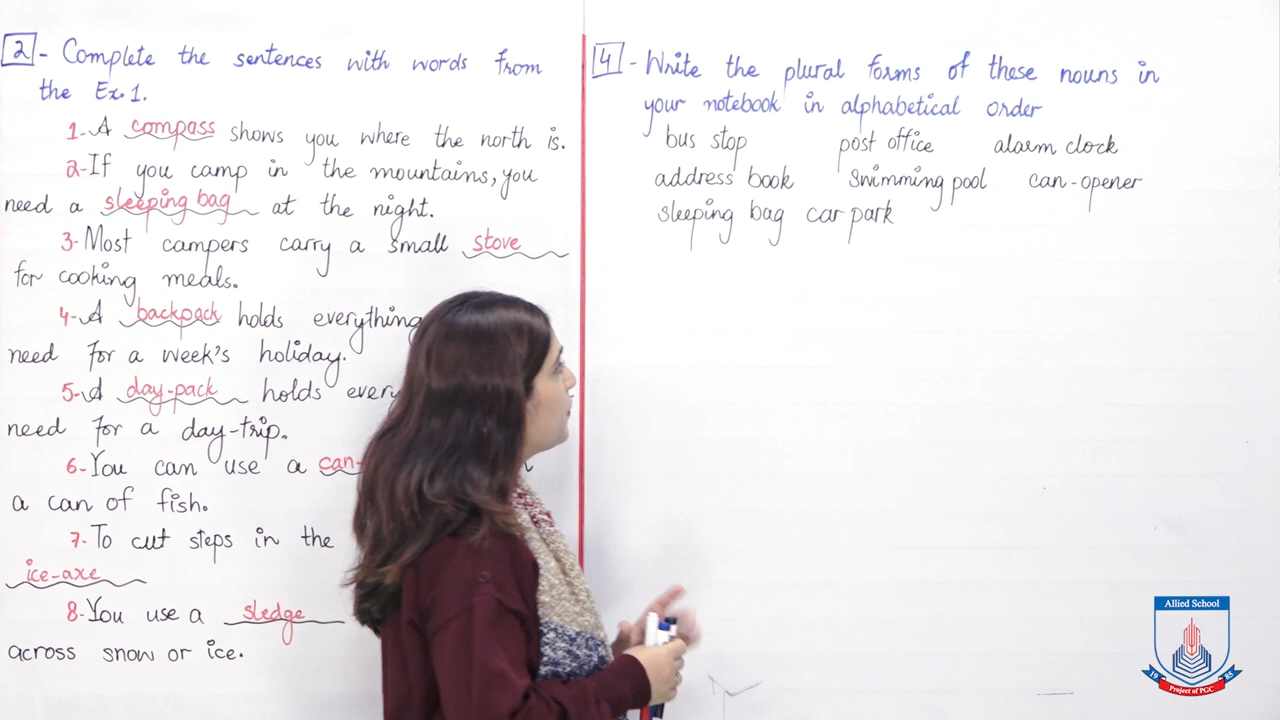 2 - Complete the sentences with words from
the Ex.1.
1- A compass shows you where the north is.
2- If you camp in the mountains, you
need a sleeping bag at the night.
3- Most campers carry a small stove
for cooking meals.
4- A backpack holds everything
need for a week's holiday.
5- A day-pack holds
need for a day-trip.
6- You can use a can-
a can of fish.
7. To cut steps in the
ice-axe
8- You use a sledge
across snow or ice.
4 - Write the plural forms of these nouns in
your notebook in alphabetical order
bus stop post office alarm clock
address book swimming pool can-opener
sleeping bag car park
Allied School
19 85
Project of PGC